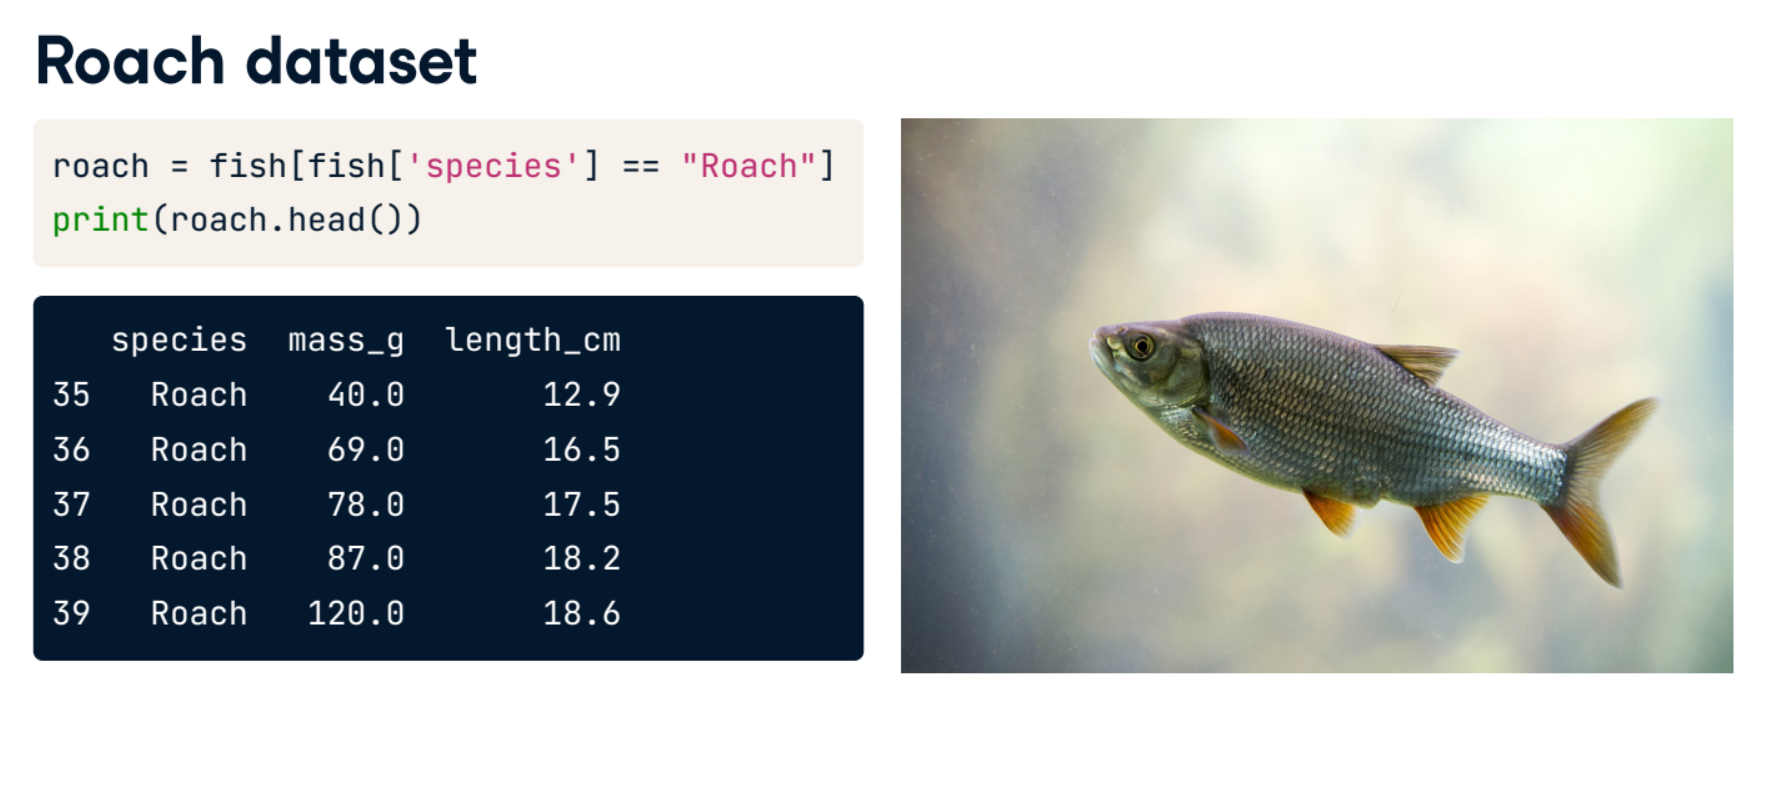 Roach dataset
roach = fish[fish['species'] == "Roach"]
print(roach.head())
species mass_g length_cm
35 Roach 40.0 12.9
36 Roach 69.0 16.5
37 Roach 78.0 17.5
38 Roach 87.0 18.2
39 Roach 120.0 18.6